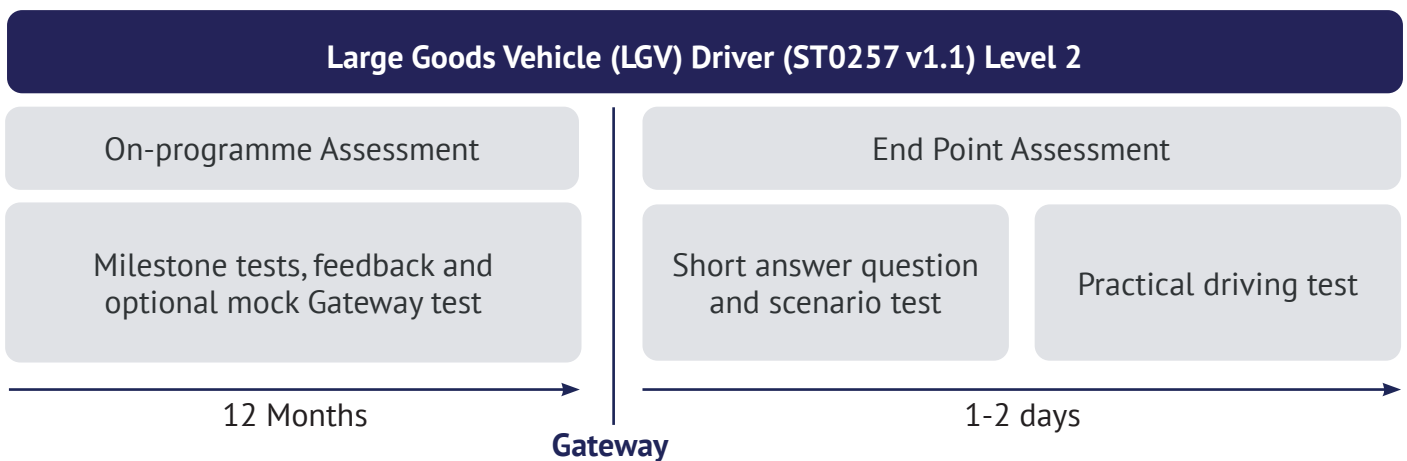 Large Goods Vehicle (LGV) Driver (ST0257 v1.1) Level 2
On-programme Assessment
End Point Assessment
Milestone tests, feedback and
optional mock Gateway test
Short answer question
and scenario test
Practical driving test
12 Months
Gateway
1-2 days